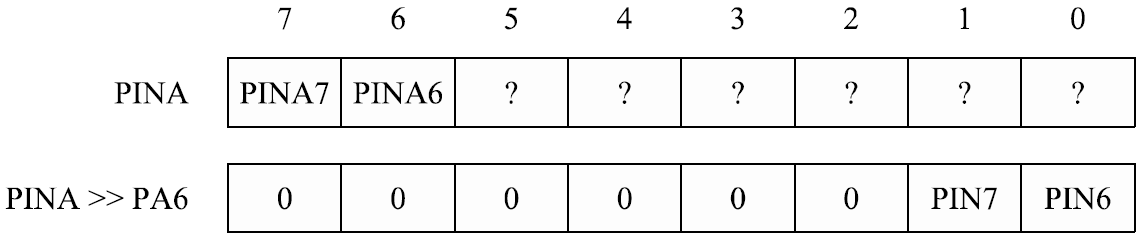 7 6 5 4 3 2 1 0
PINA PINA7 PINA6 ? ? ? ? ? ?
PINA >> PA6 0 0 0 0 0 0 PIN7 PIN6